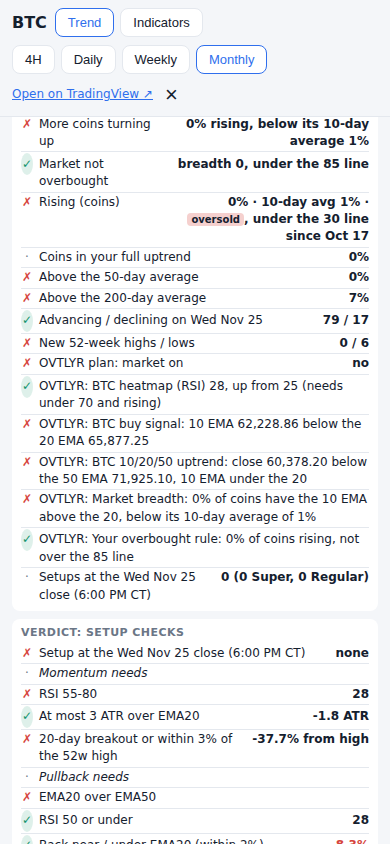 BTC Trend Indicators
4H Daily Weekly Monthly
Open on TradingView ↗ ✕
✗ More coins turning up 0% rising, below its 10-day average 1%
✓ Market not overbought breadth 0, under the 85 line
✗ Rising (coins) 0% · 10-day avg 1% · oversold, under the 30 line since Oct 17
· Coins in your full uptrend 0%
✗ Above the 50-day average 0%
✗ Above the 200-day average 7%
✓ Advancing / declining on Wed Nov 25 79 / 17
✗ New 52-week highs / lows 0 / 6
✗ OVTLYR plan: market on no
✓ OVTLYR: BTC heatmap (RSI) 28, up from 25 (needs under 70 and rising)
✗ OVTLYR: BTC buy signal: 10 EMA 62,228.86 below the 20 EMA 65,877.25
✗ OVTLYR: BTC 10/20/50 uptrend: close 60,378.20 below the 50 EMA 71,925.10, 10 EMA under the 20
✗ OVTLYR: Market breadth: 0% of coins have the 10 EMA above the 20, below its 10-day average of 1%
✓ OVTLYR: Your overbought rule: 0% of coins rising, not over the 85 line
· Setups at the Wed Nov 25 close (6:00 PM CT) 0 (0 Super, 0 Regular)
VERDICT: SETUP CHECKS
✗ Setup at the Wed Nov 25 close (6:00 PM CT) none
· Momentum needs
✗ RSI 55-80 28
✓ At most 3 ATR over EMA20 -1.8 ATR
✗ 20-day breakout or within 3% of the 52w high -37.7% from high
· Pullback needs
✗ EMA20 over EMA50
✓ RSI 50 or under 28
✓ Back near / under EMA20 (within 2%) -8.3%